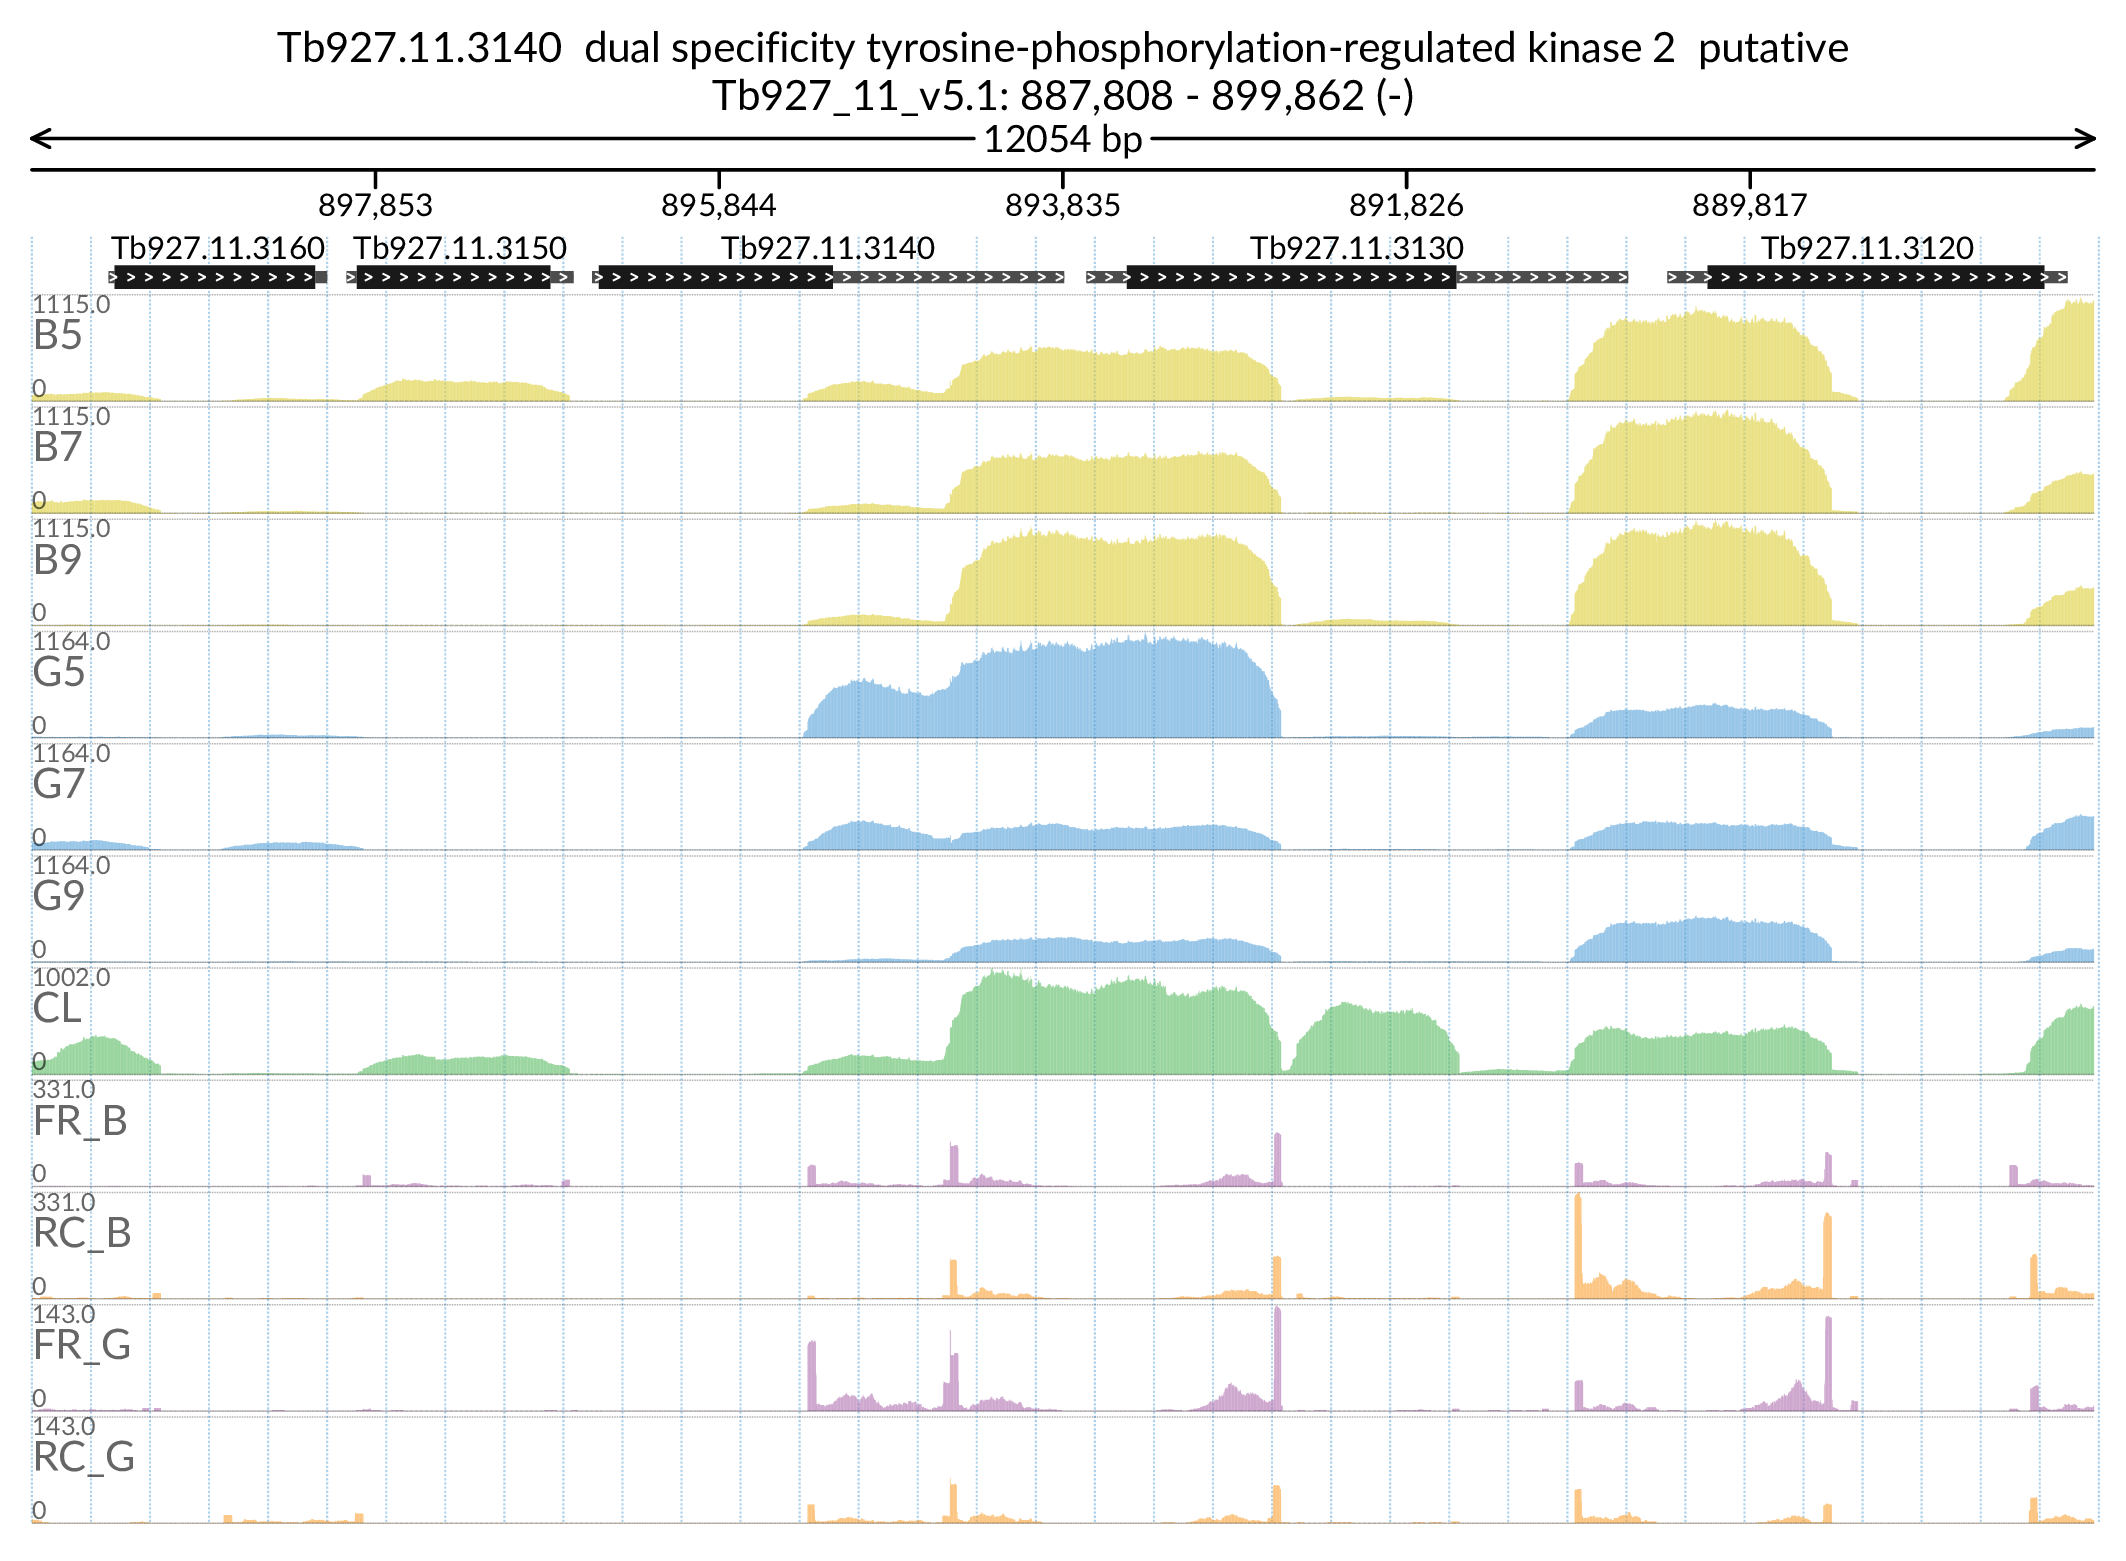 Tb927.11.3140  dual specificity tyrosine-phosphorylation-regulated kinase 2  putative
Tb927_11_v5.1: 887,808 - 899,862 (-)
12054 bp
897,853 895,844 893,835 891,826 889,817
Tb927.11.3160 Tb927.11.3150 Tb927.11.3140 Tb927.11.3130 Tb927.11.3120
1115.0
B5
0
1115.0
B7
0
1115.0
B9
0
1164.0
G5
0
1164.0
G7
0
1164.0
G9
0
1002.0
CL
0
331.0
FR_B
0
331.0
RC_B
0
143.0
FR_G
0
143.0
RC_G
0